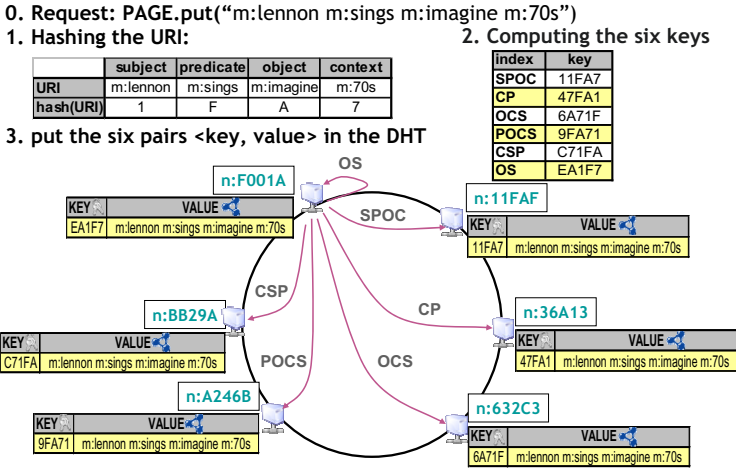 0. Request: PAGE.put(“m:lennon m:sings m:imagine m:70s”)
1. Hashing the URI:
subject predicate object context
URI m:lennon m:sings m:imagine m:70s
hash(URI) 1 F A 7
2. Computing the six keys
index key
SPOC 11FA7
CP 47FA1
OCS 6A71F
POCS 9FA71
CSP C71FA
OS EA1F7
3. put the six pairs <key, value> in the DHT
OS
n:F001A
KEY VALUE
EA1F7 m:lennon m:sings m:imagine m:70s
SPOC
n:11FAF
KEY VALUE
11FA7 m:lennon m:sings m:imagine m:70s
CSP
n:BB29A
KEY VALUE
C71FA m:lennon m:sings m:imagine m:70s
CP
n:36A13
KEY VALUE
47FA1 m:lennon m:sings m:imagine m:70s
POCS
n:A246B
KEY VALUE
9FA71 m:lennon m:sings m:imagine m:70s
OCS
n:632C3
KEY VALUE
6A71F m:lennon m:sings m:imagine m:70s